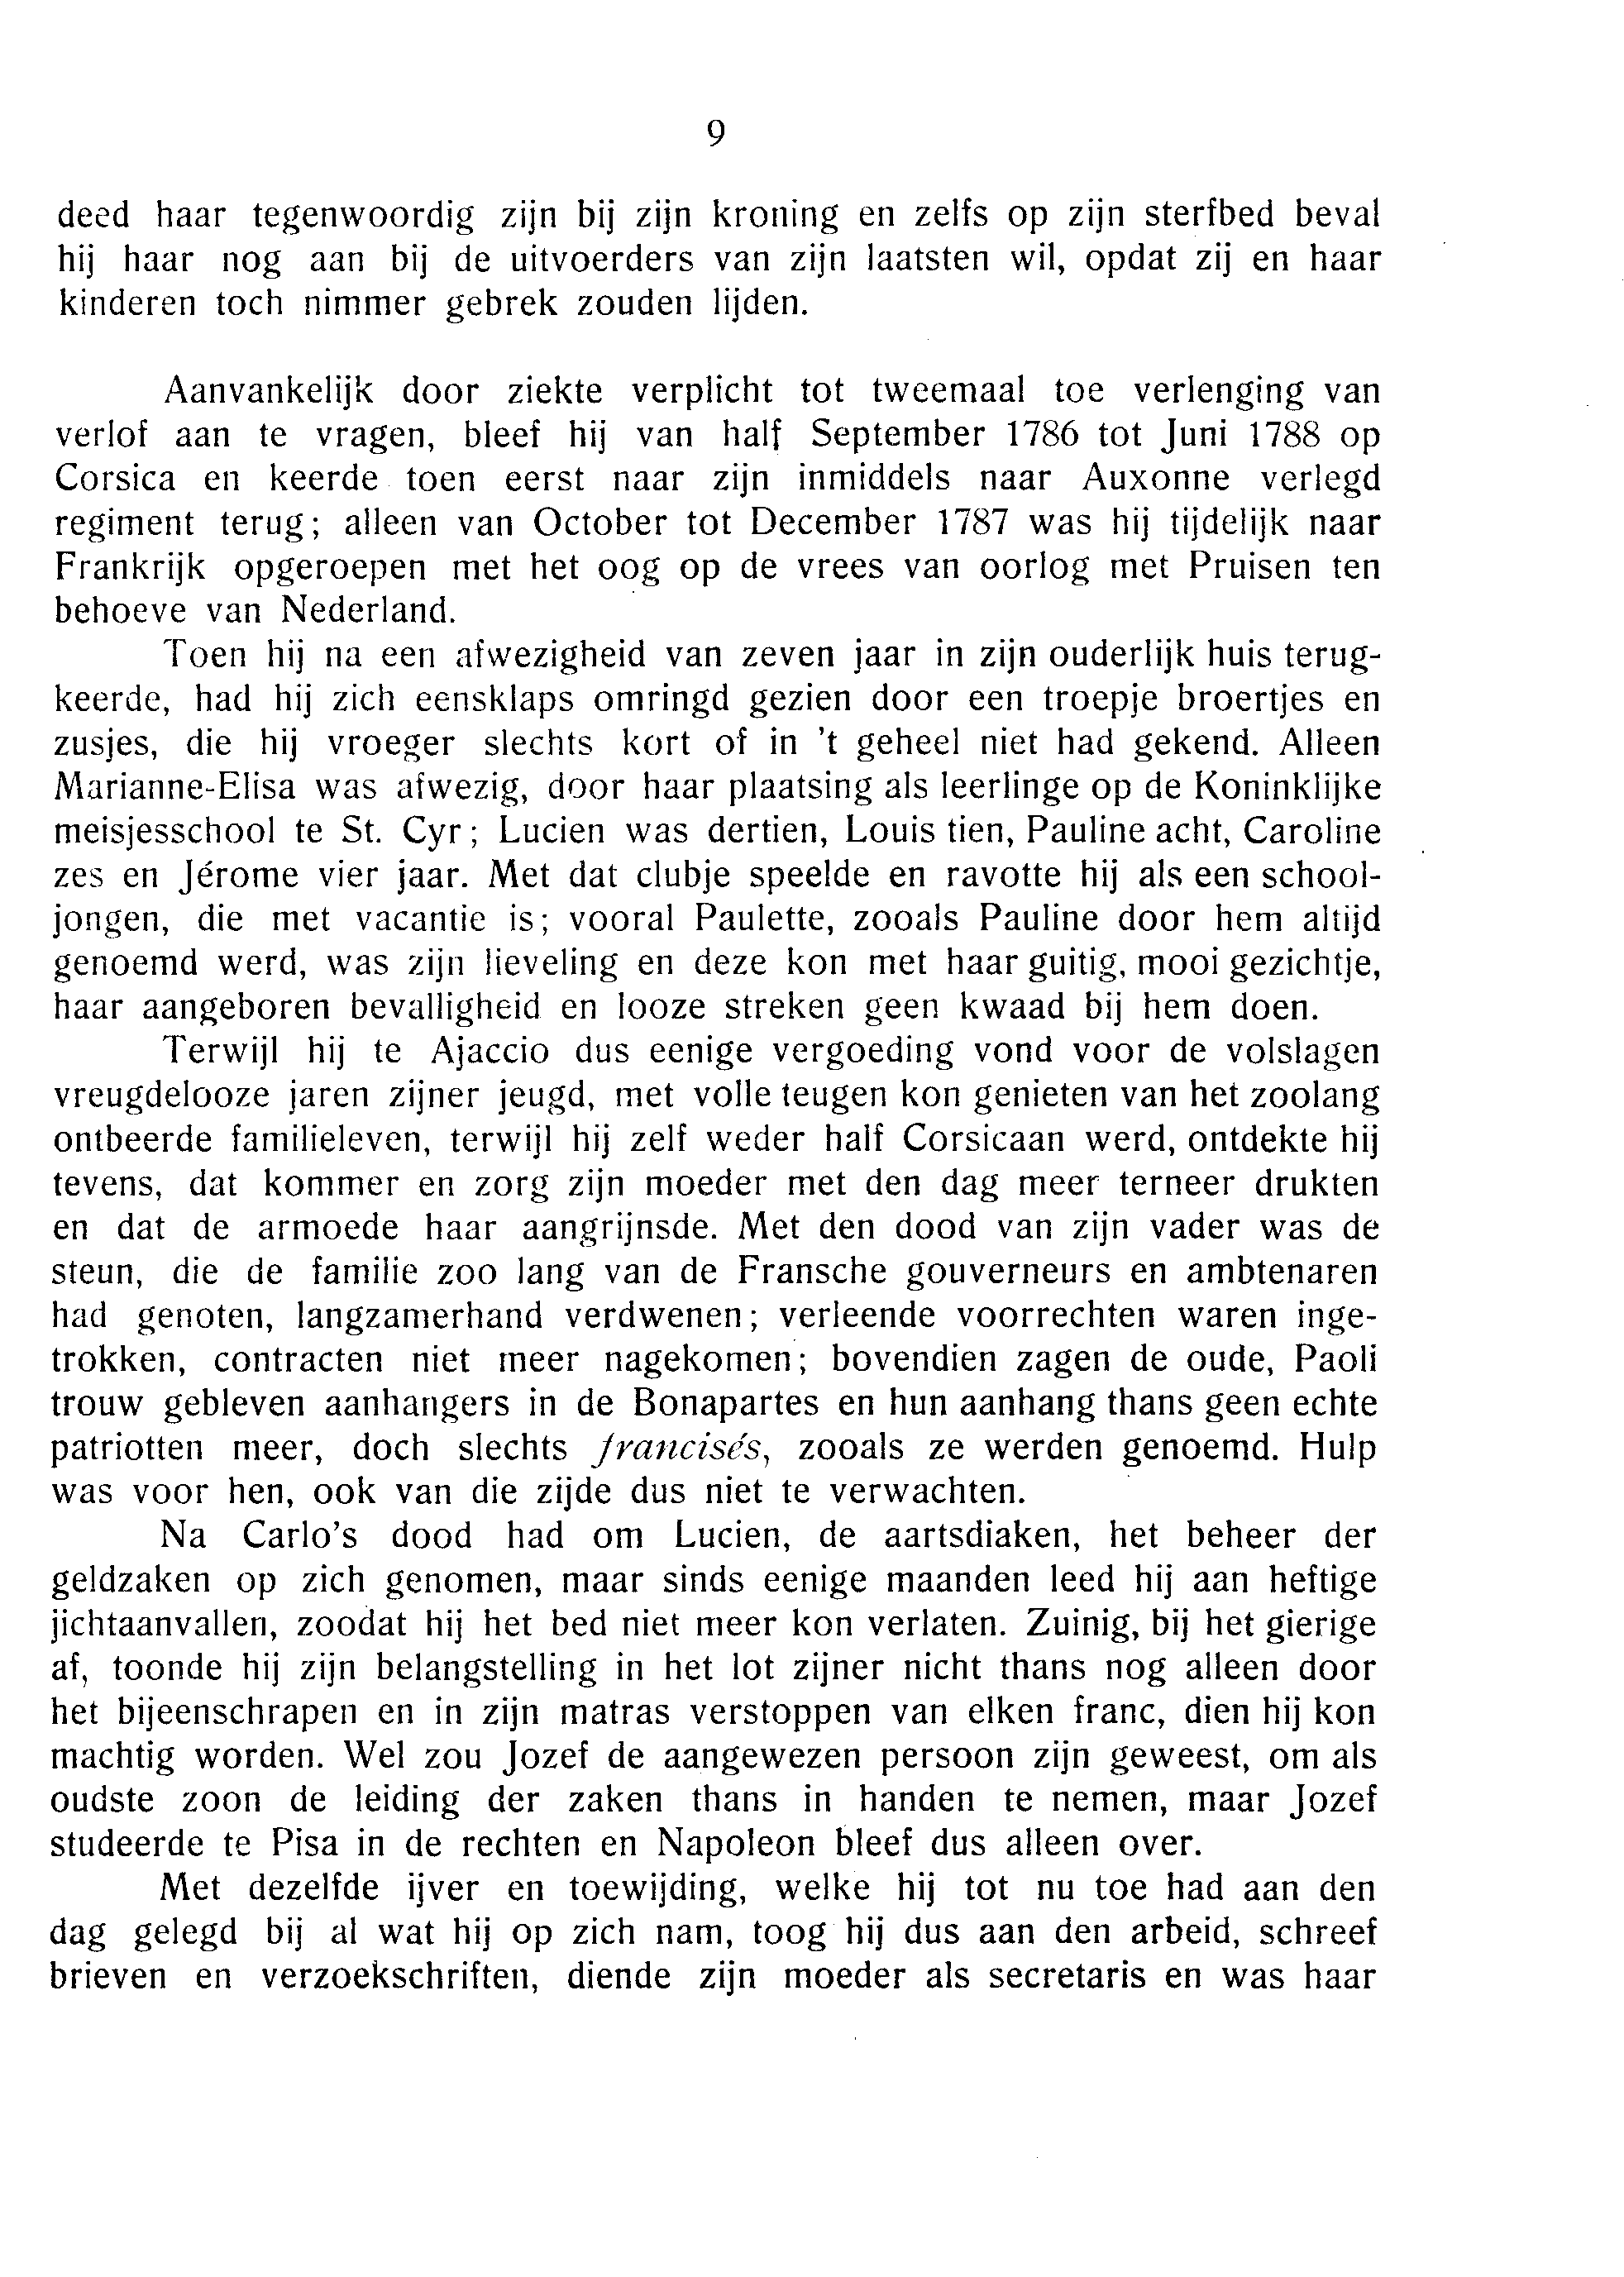 9
deed haar tegenwoordig zijn bij zijn kroning en zelfs op zijn sterfbed beval
hij haar nog aan bij de uitvoerders van zijn laatsten wil, opdat zij en haar
kinderen toch nimmer gebrek zouden lijden.
Aanvankelijk door ziekte verplicht tot tweemaal toe verlenging van
verlof aan te vragen, bleef hij van half September 1786 tot Juni 1788 op
Corsica en keerde toen eerst naar zijn inmiddels naar Auxonne verlegd
regiment terug; alleen van October tot December 1787 was hij tijdelijk naar
Frankrijk opgeroepen met het oog op de vrees van oorlog met Pruisen ten
behoeve van Nederland.
Toen hij na een afwezigheid van zeven jaar in zijn ouderlijk huis terug-
keerde, had hij zich eensklaps omringd gezien door een troepje broertjes en
zusjes, die hij vroeger slechts kort of in 't geheel niet had gekend. Alleen
Marianne-Elisa was afwezig, door haar plaatsing als leerlinge op de Koninklijke
meisjesschool te St. Cyr; Lucien was dertien, Louis tien, Pauline acht, Caroline
zes en Jérome vier jaar. Met dat clubje speelde en ravotte hij als een school-
jongen, die met vacantie is; vooral Paulette, zooals Pauline door hem altijd
genoemd werd, was zijn lieveling en deze kon met haar guitig, mooi gezichtje,
haar aangeboren bevalligheid en looze streken geen kwaad bij hem doen.
Terwijl hij te Ajaccio dus eenige vergoeding vond voor de volslagen
vreugdelooze jaren zijner jeugd, met volle teugen kon genieten van het zoolang
ontbeerde familieleven, terwijl hij zelf weder half Corsicaan werd, ontdekte hij
tevens, dat kommer en zorg zijn moeder met den dag meer terneer drukten
en dat de armoede haar aangrijnsde. Met den dood van zijn vader was de
steun, die de familie zoo lang van de Fransche gouverneurs en ambtenaren
had genoten, langzamerhand verdwenen; verleende voorrechten waren inge-
trokken, contracten niet meer nagekomen; bovendien zagen de oude, Paoli
trouw gebleven aanhangers in de Bonapartes en hun aanhang thans geen echte
patriotten meer, doch slechts francisés, zooals ze werden genoemd. Hulp
was voor hen, ook van die zijde dus niet te verwachten.
Na Carlo's dood had om Lucien, de aartsdiaken, het beheer der
geldzaken op zich genomen, maar sinds eenige maanden leed hij aan heftige
jichtaanvallen, zoodat hij het bed niet meer kon verlaten. Zuinig, bij het gierige
af, toonde hij zijn belangstelling in het lot zijner nicht thans nog alleen door
het bijeenschrapen en in zijn matras verstoppen van elken franc, dien hij kon
machtig worden. Wel zou Jozef de aangewezen persoon zijn geweest, om als
oudste zoon de leiding der zaken thans in handen te nemen, maar Jozef
studeerde te Pisa in de rechten en Napoleon bleef dus alleen over.
Met dezelfde ijver en toewijding, welke hij tot nu toe had aan den
dag gelegd bij al wat hij op zich nam, toog hij dus aan den arbeid, schreef
brieven en verzoekschriften, diende zijn moeder als secretaris en was haar